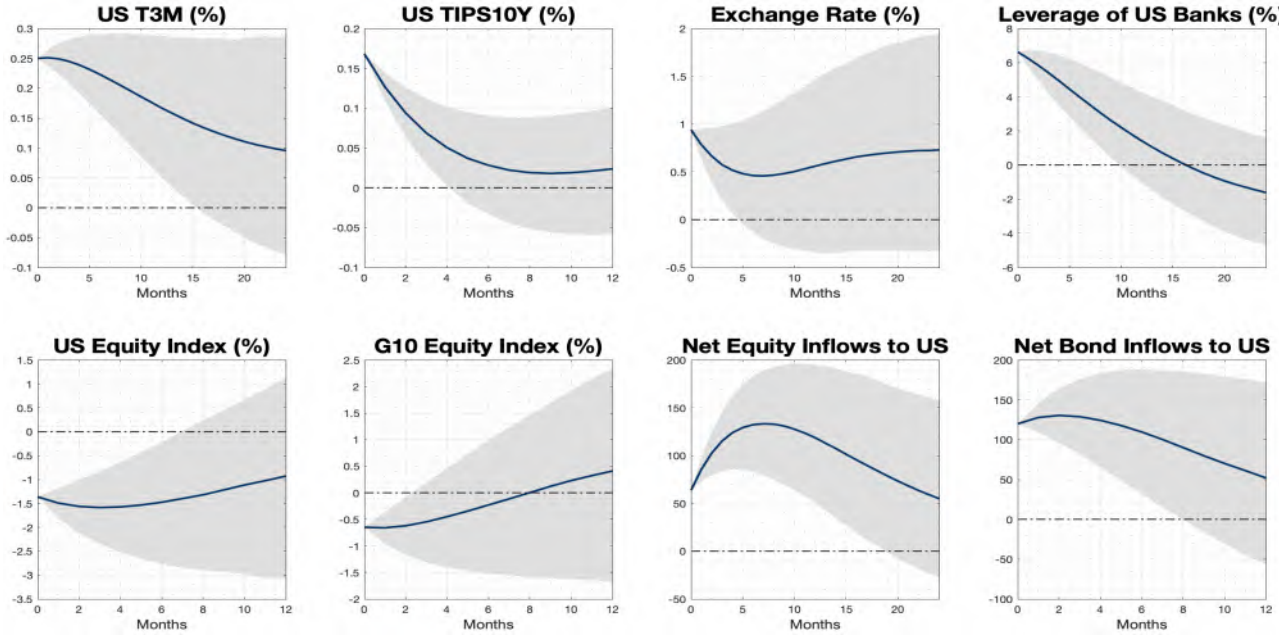 US T3M (%)
0.3
0.25
0.2
0.15
0.1
0.05
0
-0.05
-0.1
0 5 10 15 20
Months
US TIPS10Y (%)
0.2
0.15
0.1
0.05
0
-0.05
-0.1
0 2 4 6 8 10 12
Months
Exchange Rate (%)
2
1.5
1
0.5
0
-0.5
0 5 10 15 20
Months
Leverage of US Banks (%)
8
6
4
2
0
-2
-4
-6
0 5 10 15 20
Months
US Equity Index (%)
1.5
1
0.5
0
-0.5
-1
-1.5
-2
-2.5
-3
-3.5
0 2 4 6 8 10 12
Months
G10 Equity Index (%)
2.5
2
1.5
1
0.5
0
-0.5
-1
-1.5
-2
0 2 4 6 8 10 12
Months
Net Equity Inflows to US
200
150
100
50
0
-50
0 5 10 15 20
Months
Net Bond Inflows to US
200
150
100
50
0
-50
-100
0 2 4 6 8 10 12
Months